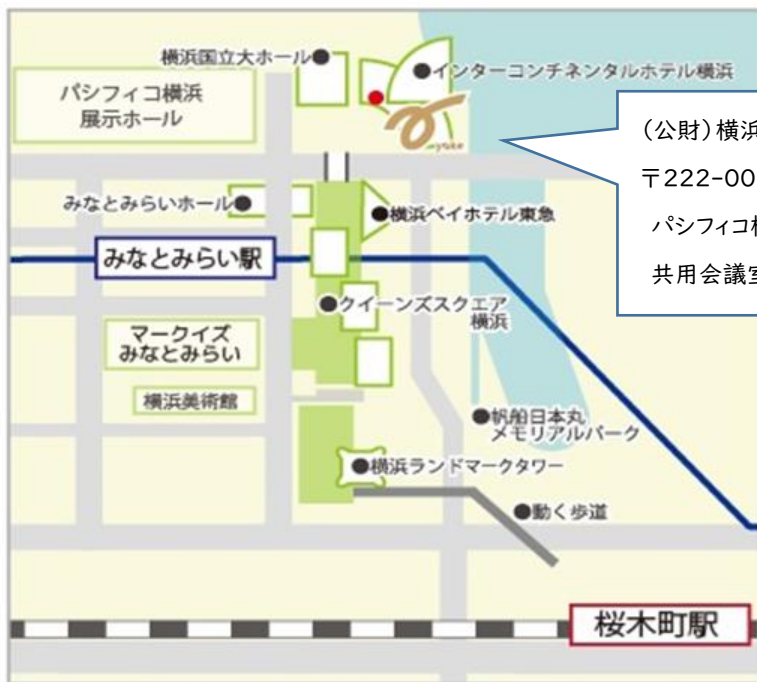 横浜国立大ホール
インターコンチネンタルホテル横浜
パシフィコ横浜
展示ホール
yoke
(公財)横浜
〒222-00
パシフィコ
共用会議
みなとみらいホール
横浜ベイホテル東急
みなとみらい駅
クイーンズスクエア
横浜
マークイズ
みなとみらい
横浜美術館
帆船日本丸
メモリアルパーク
横浜ランドマークタワー
動く歩道
桜木町駅